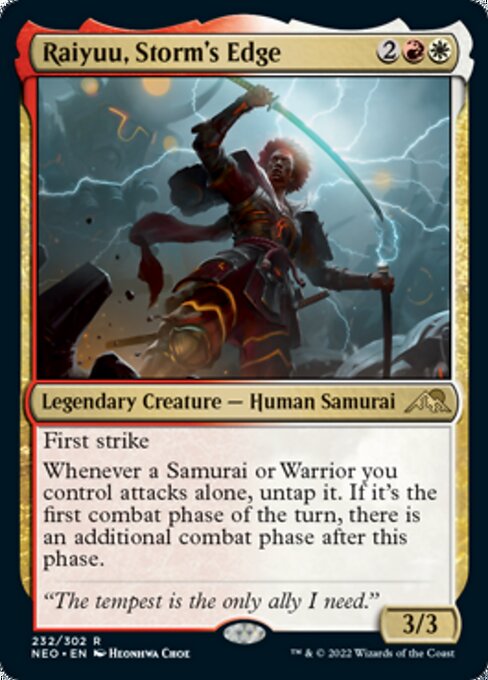 Raiyuu, Storm's Edge 2
Legendary Creature — Human Samurai
First strike
Whenever a Samurai or Warrior you
control attacks alone, untap it. If it's the
first combat phase of the turn, there is
an additional combat phase after this
phase.
"The tempest is the only ally I need."
3/3
232/302 R
NEO • EN Heonhwa Choe
™ & © 2022 Wizards of the Coast